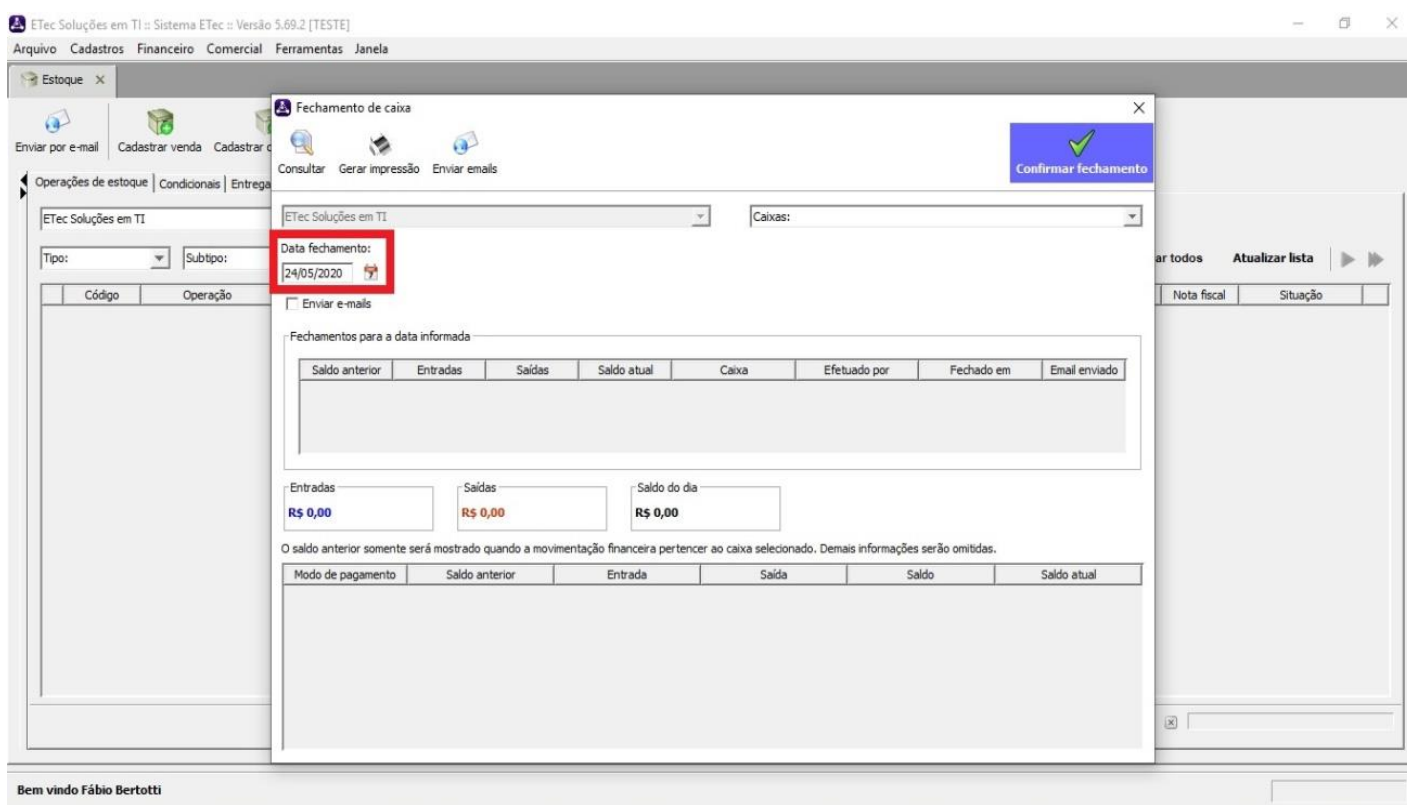 ETec Soluções em TI :: Sistema ETec :: Versão 5.69.2 [TESTE]
Arquivo Cadastros Financeiro Comercial Ferramentas Janela
Estoque
Enviar por e-mail Cadastrar venda Cadastrar
Operações de estoque Condicionais Entrega
ETec Soluções em TI
Tipo: Subtipo:
Código Operação
Fechamento de caixa
Consultar Gerar impressão Enviar emails Confirmar fechamento
ETec Soluções em TI Caixas:
Data fechamento:
24/05/2020
Enviar e-mails
Fechamentos para a data informada
Saldo anterior Entradas Saídas Saldo atual Caixa Efetuado por Fechado em Email enviado
Entradas Saídas Saldo do dia
R$ 0,00 R$ 0,00 R$ 0,00
O saldo anterior somente será mostrado quando a movimentação financeira pertencer ao caixa selecionado. Demais informações serão omitidas.
Modo de pagamento Saldo anterior Entrada Saída Saldo Saldo atual
ar todos Atualizar lista
Nota fiscal Situação
Bem vindo Fábio Bertotti